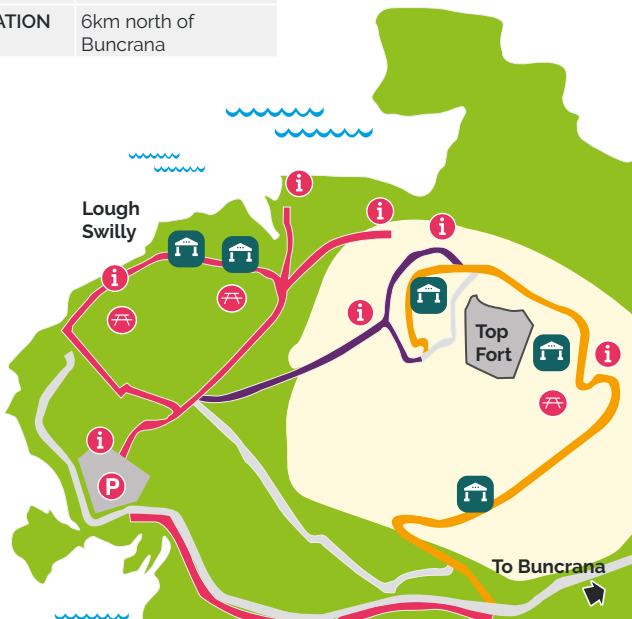 ATION
6km north of
Buncrana
Lough
Swilly
i
i
i
i
i
Top
Fort
i
i
P
To Buncrana